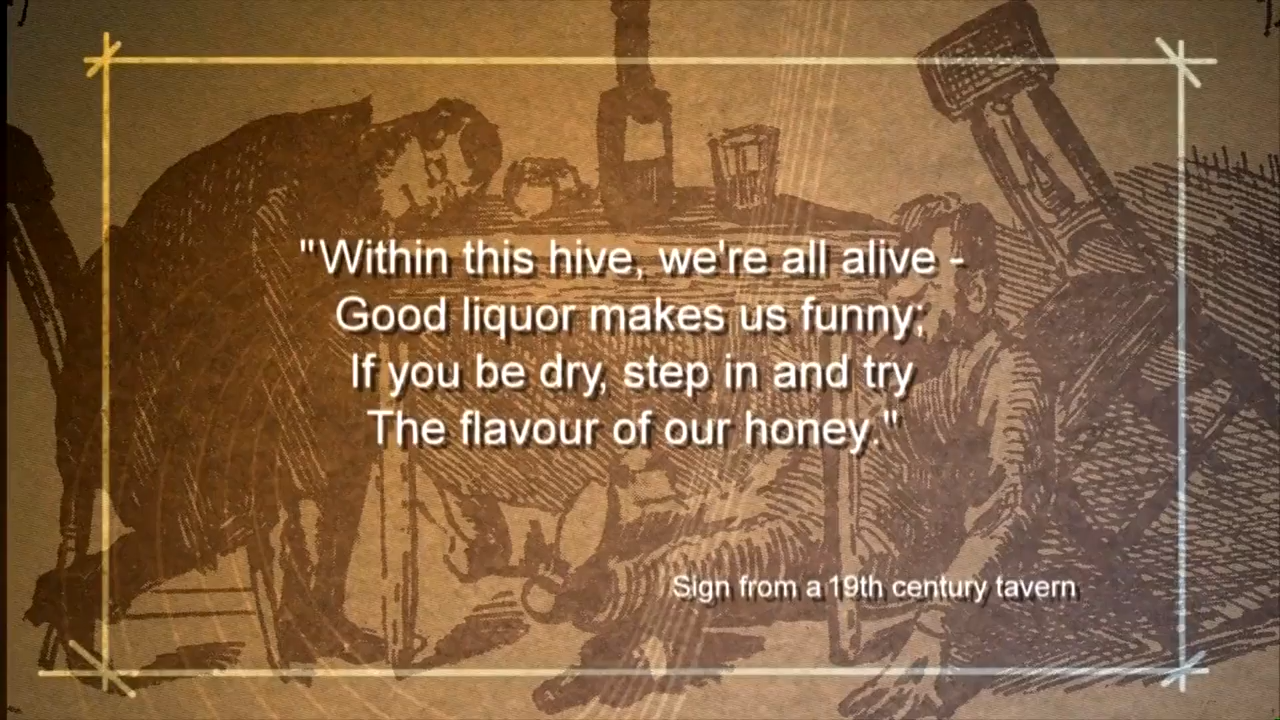 "Within this hive, we're all alive -
Good liquor makes us funny;
If you be dry, step in and try
The flavour of our honey."
Sign from a 19th century tavern